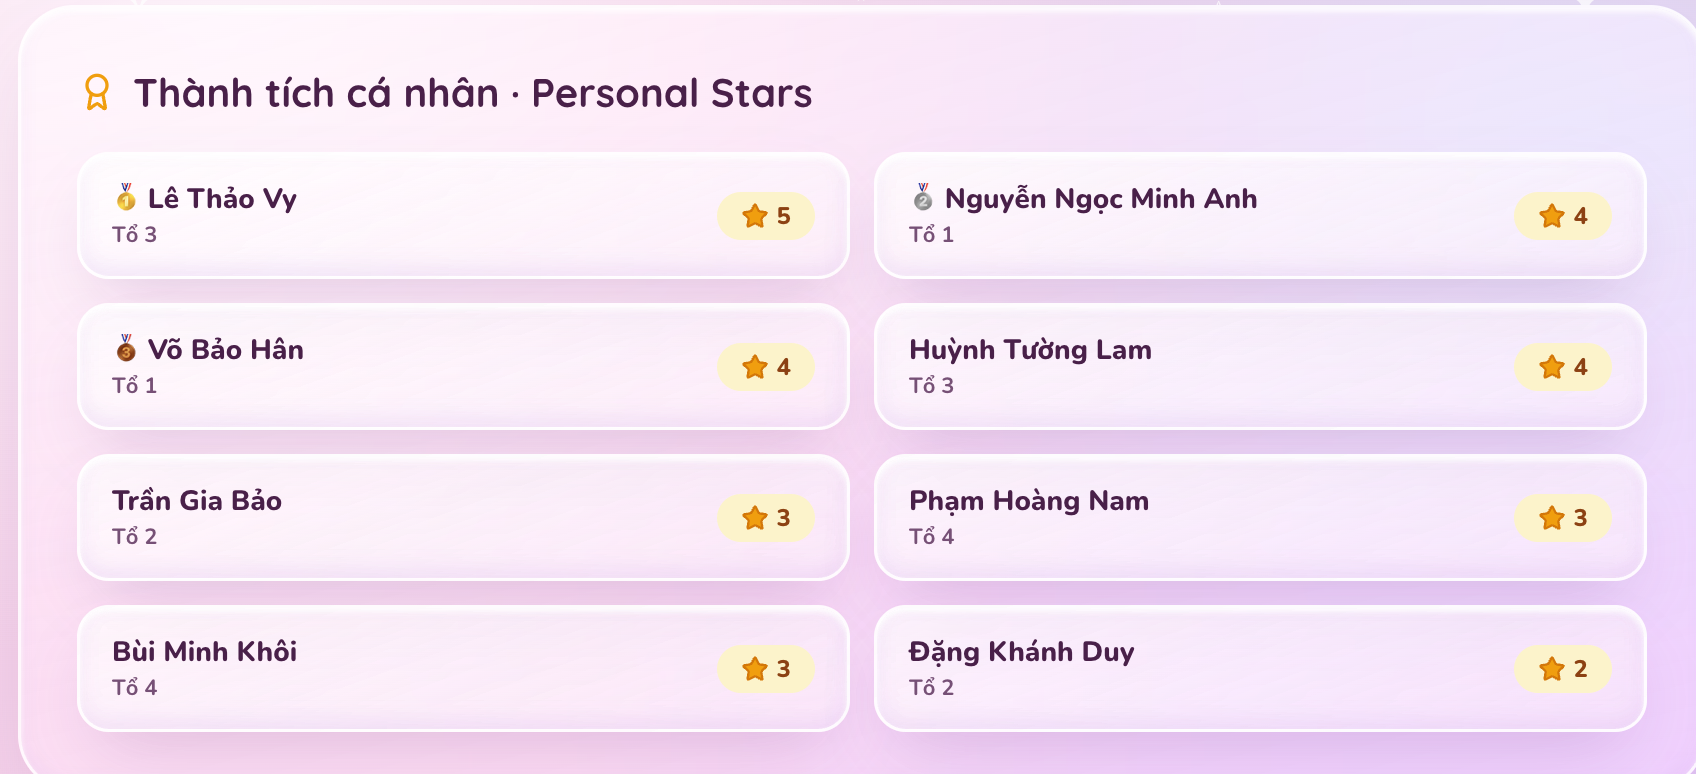 Thành tích cá nhân · Personal Stars
🥇 Lê Thảo Vy
Tổ 3
5
🥈 Nguyễn Ngọc Minh Anh
Tổ 1
4
🥉 Võ Bảo Hân
Tổ 1
4
Huỳnh Tường Lam
Tổ 3
4
Trần Gia Bảo
Tổ 2
3
Phạm Hoàng Nam
Tổ 4
3
Bùi Minh Khôi
Tổ 4
3
Đặng Khánh Duy
Tổ 2
2